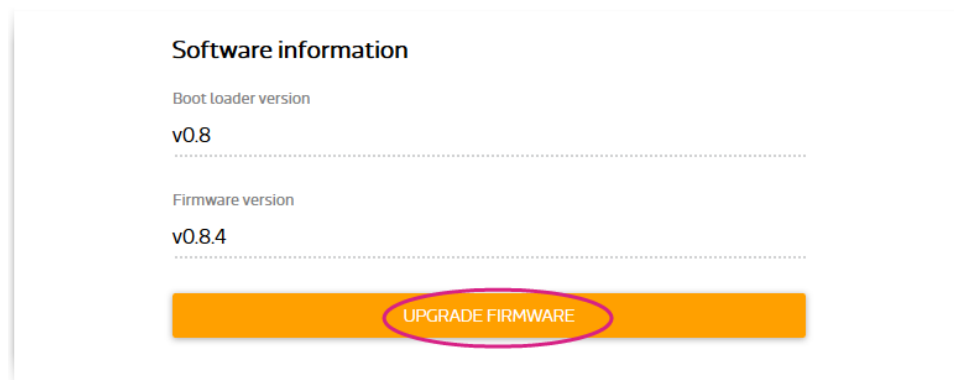 Software information
Boot loader version
v0.8
Firmware version
v0.8.4
UPGRADE FIRMWARE